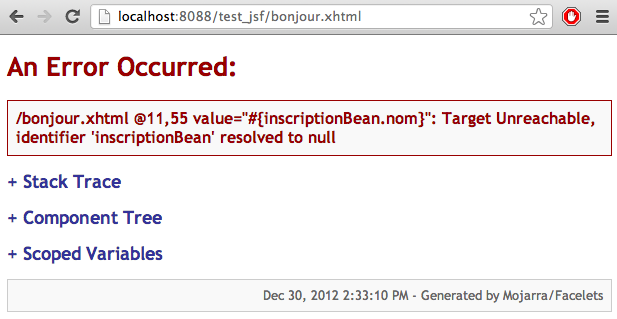 localhost:8088/test_jsf/bonjour.xhtml
An Error Occurred:
/bonjour.xhtml @11,55 value="#{inscriptionBean.nom}": Target Unreachable,
identifier 'inscriptionBean' resolved to null
+ Stack Trace
+ Component Tree
+ Scoped Variables
Dec 30, 2012 2:33:10 PM - Generated by Mojarra/Facelets